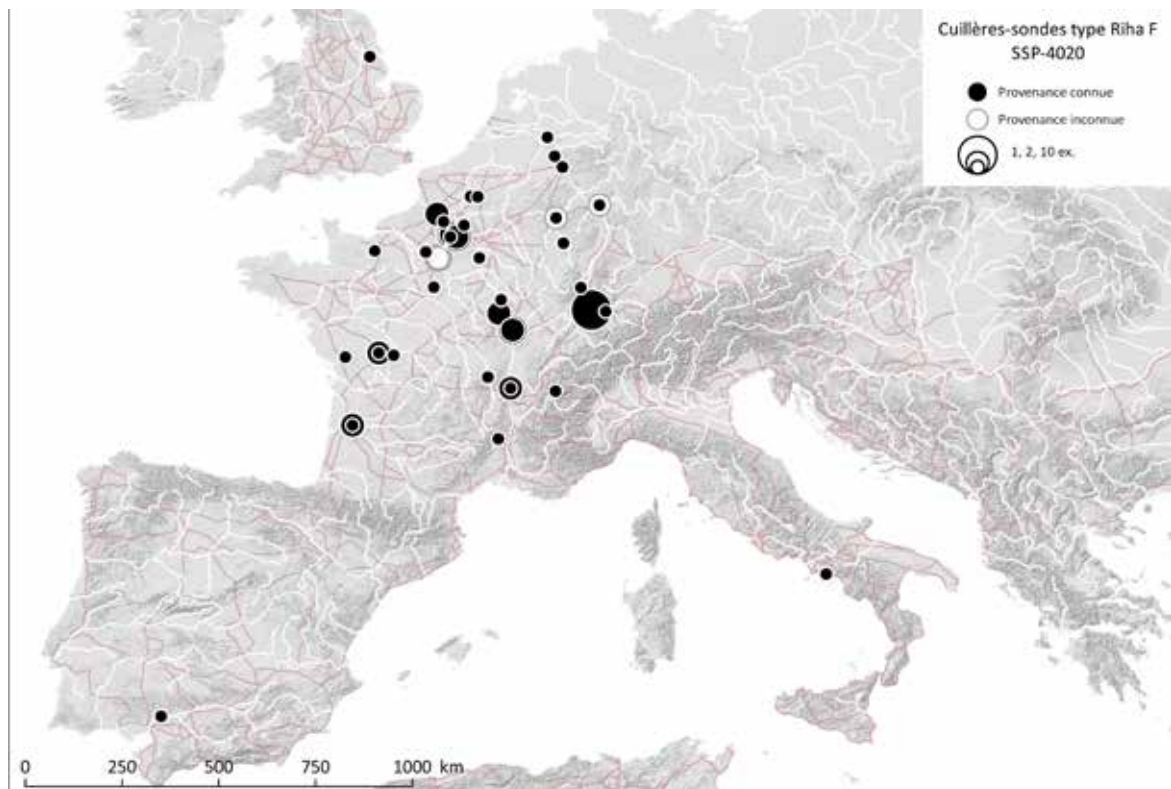 Cuillères-sondes type Riha F
SSP-4020
Provenance connue
Provenance inconnue
1, 2, 10 ex.
0 250 500 750 1000 km